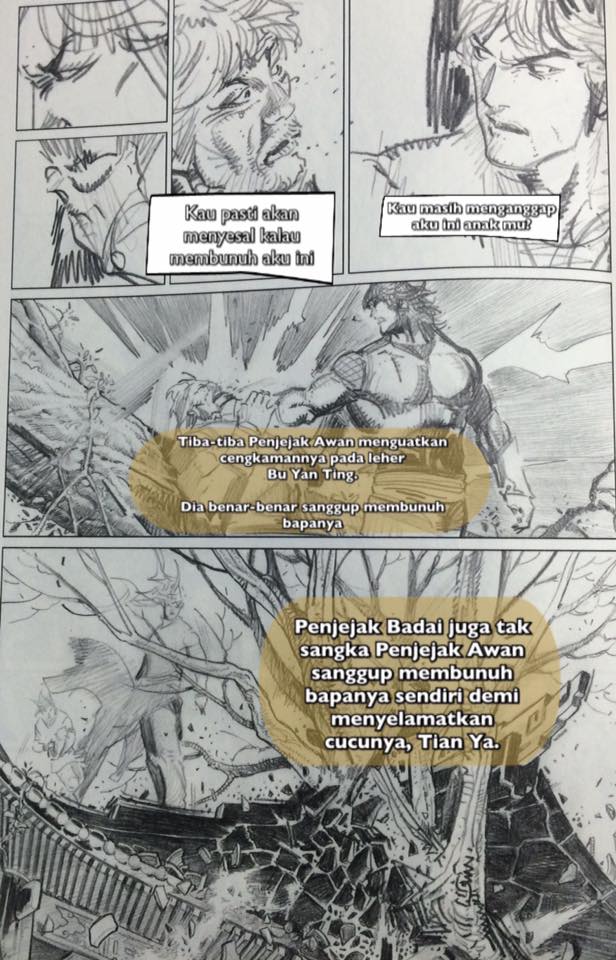 Kau pasti akan
menyesal kalau
membunuh aku ini
Kau masih menganggap
aku ini anak mu?
Tiba-tiba Penjejak Awan menguatkan
cengkamannya pada leher
Bu Yan Ting.
Dia benar-benar sanggup membunuh
bapanya
Penjejak Badai juga tak
sangka Penjejak Awan
sanggup membunuh
bapanya sendiri demi
menyelamatkan
cucunya, Tian Ya.